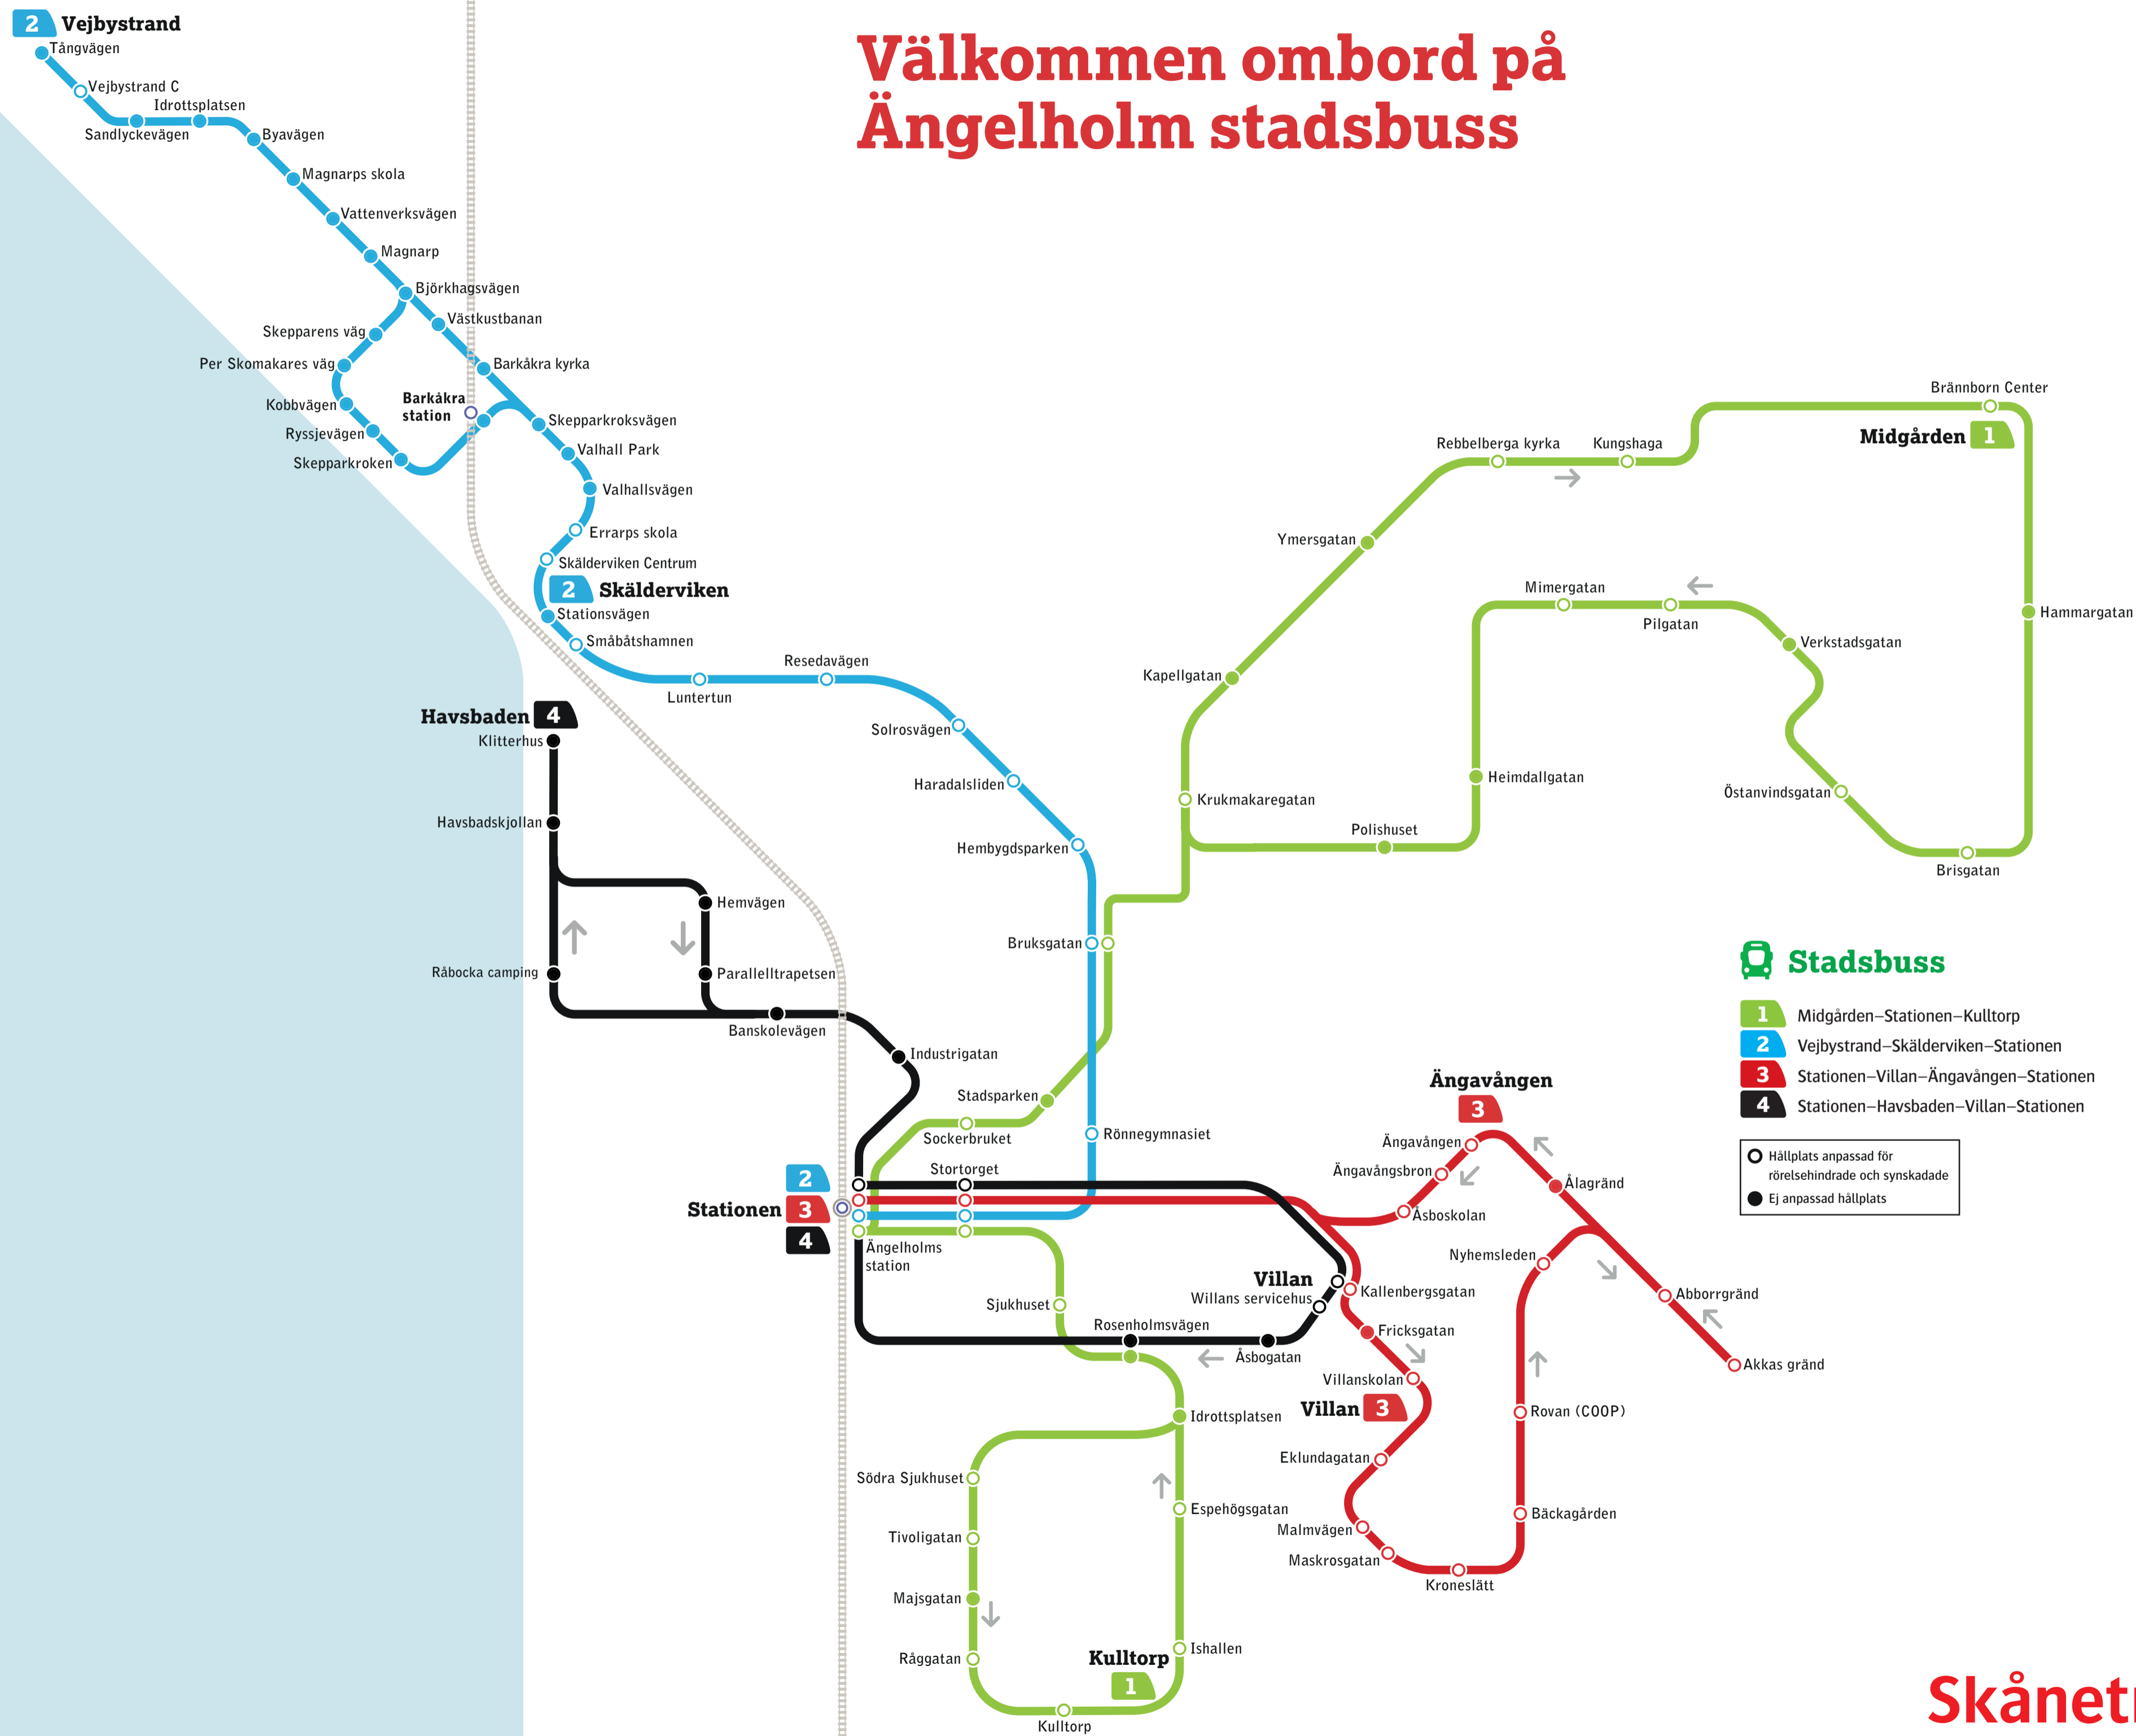 Välkommen ombord på
Ängelholm stadsbuss
2 Vejbystrand
Tångvägen
Vejbystrand C
Idrottsplatsen
Sandlyckevägen
Byavägen
Magnarps skola
Vattenverksvägen
Magnarp
Björkhagsvägen
Västkustbanan
Skepparens väg
Per Skomakares väg
Barkåkra kyrka
Barkåkra
station
Kobbvägen
Ryssjevägen
Skepparkroken
Skepparkroksvägen
Valhall Park
Valhallsvägen
Errarps skola
Skälderviken Centrum
2 Skälderviken
Stationsvägen
Småbåtshamnen
Luntertun
Resedavägen
Solrosvägen
Haradalsliden
Hembygdsparken
Bruksgatan
Rönnegymnasiet
Brännborn Center
Midgården 1
Rebbelberga kyrka
Kungshaga
Ymersgatan
Kapellgatan
Krukmakaregatan
Polishuset
Heimdallgatan
Mimergatan
Pilgatan
Verkstadsgatan
Östanvindsgatan
Brisgatan
Hammargatan
Havsbaden 4
Klitterhus
Havsbadskjollan
Hemvägen
Råbocka camping
Parallelltrapetsen
Banskolevägen
Industrigatan
Stadsparken
Sockerbruket
Stortorget
2
Stationen 3
4
Ängelholms
station
Sjukhuset
Rosenholmsvägen
Åsbogatan
Villan
Willans servicehus
Kallenbergsgatan
Fricksgatan
Villanskolan
Villan 3
Eklundagatan
Malmvägen
Maskrosgatan
Kroneslätt
Bäckagården
Rovan (COOP)
Nyhemsleden
Abborrgränd
Akkas gränd
Ålagränd
Ängavången
3
Ängavången
Ängavångsbron
Åsboskolan
Idrottsplatsen
Södra Sjukhuset
Tivoligatan
Majsgatan
Råggatan
Espehögsgatan
Ishallen
Kulltorp
1
Kulltorp
Stadsbuss
1 Midgården–Stationen–Kulltorp
2 Vejbystrand–Skälderviken–Stationen
3 Stationen–Villan–Ängavången–Stationen
4 Stationen–Havsbaden–Villan–Stationen
Hållplats anpassad för
rörelsehindrade och synskadade
Ej anpassad hållplats
Skånet